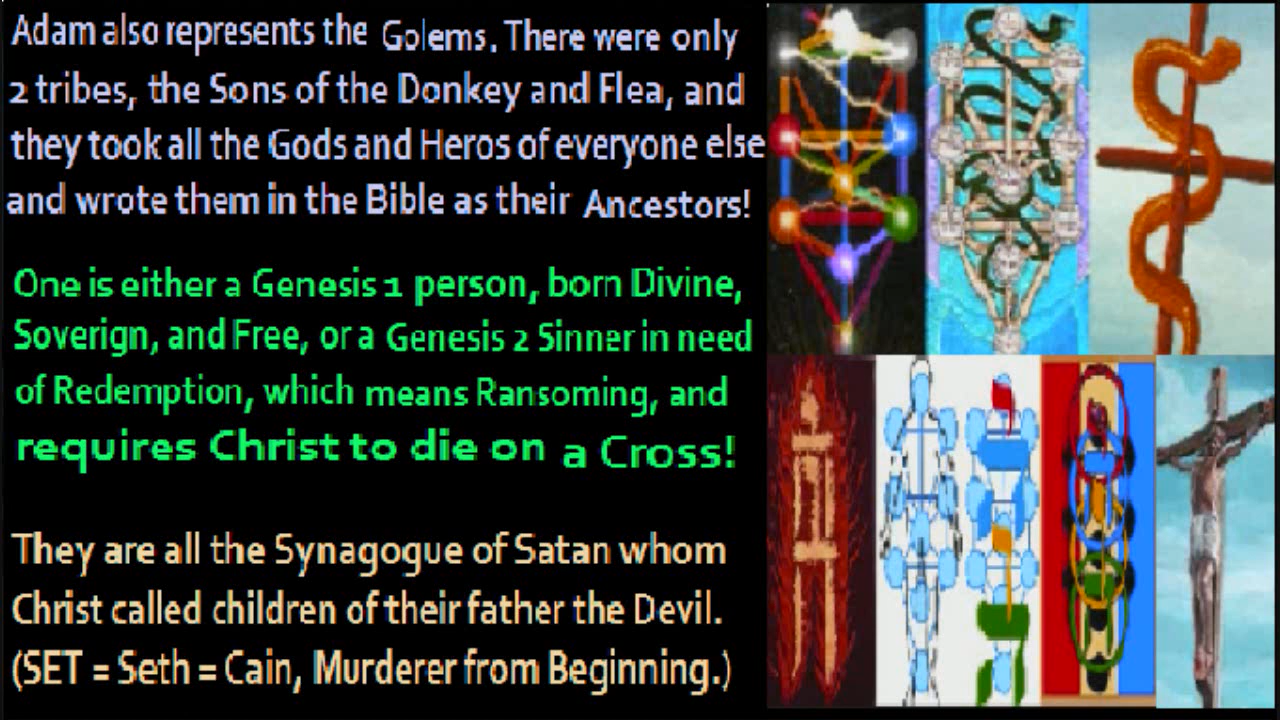 Adam also represents the Golems. There were only
2 tribes, the Sons of the Donkey and Flea, and
they took all the Gods and Heros of everyone else
and wrote them in the Bible as their Ancestors!
One is either a Genesis 1 person, born Divine,
Soverign, and Free, or a Genesis 2 Sinner in need
of Redemption, which means Ransoming, and
requires Christ to die on a Cross!
They are all the Synagogue of Satan whom
Christ called children of their father the Devil.
(SET = Seth = Cain, Murderer from Beginning.)